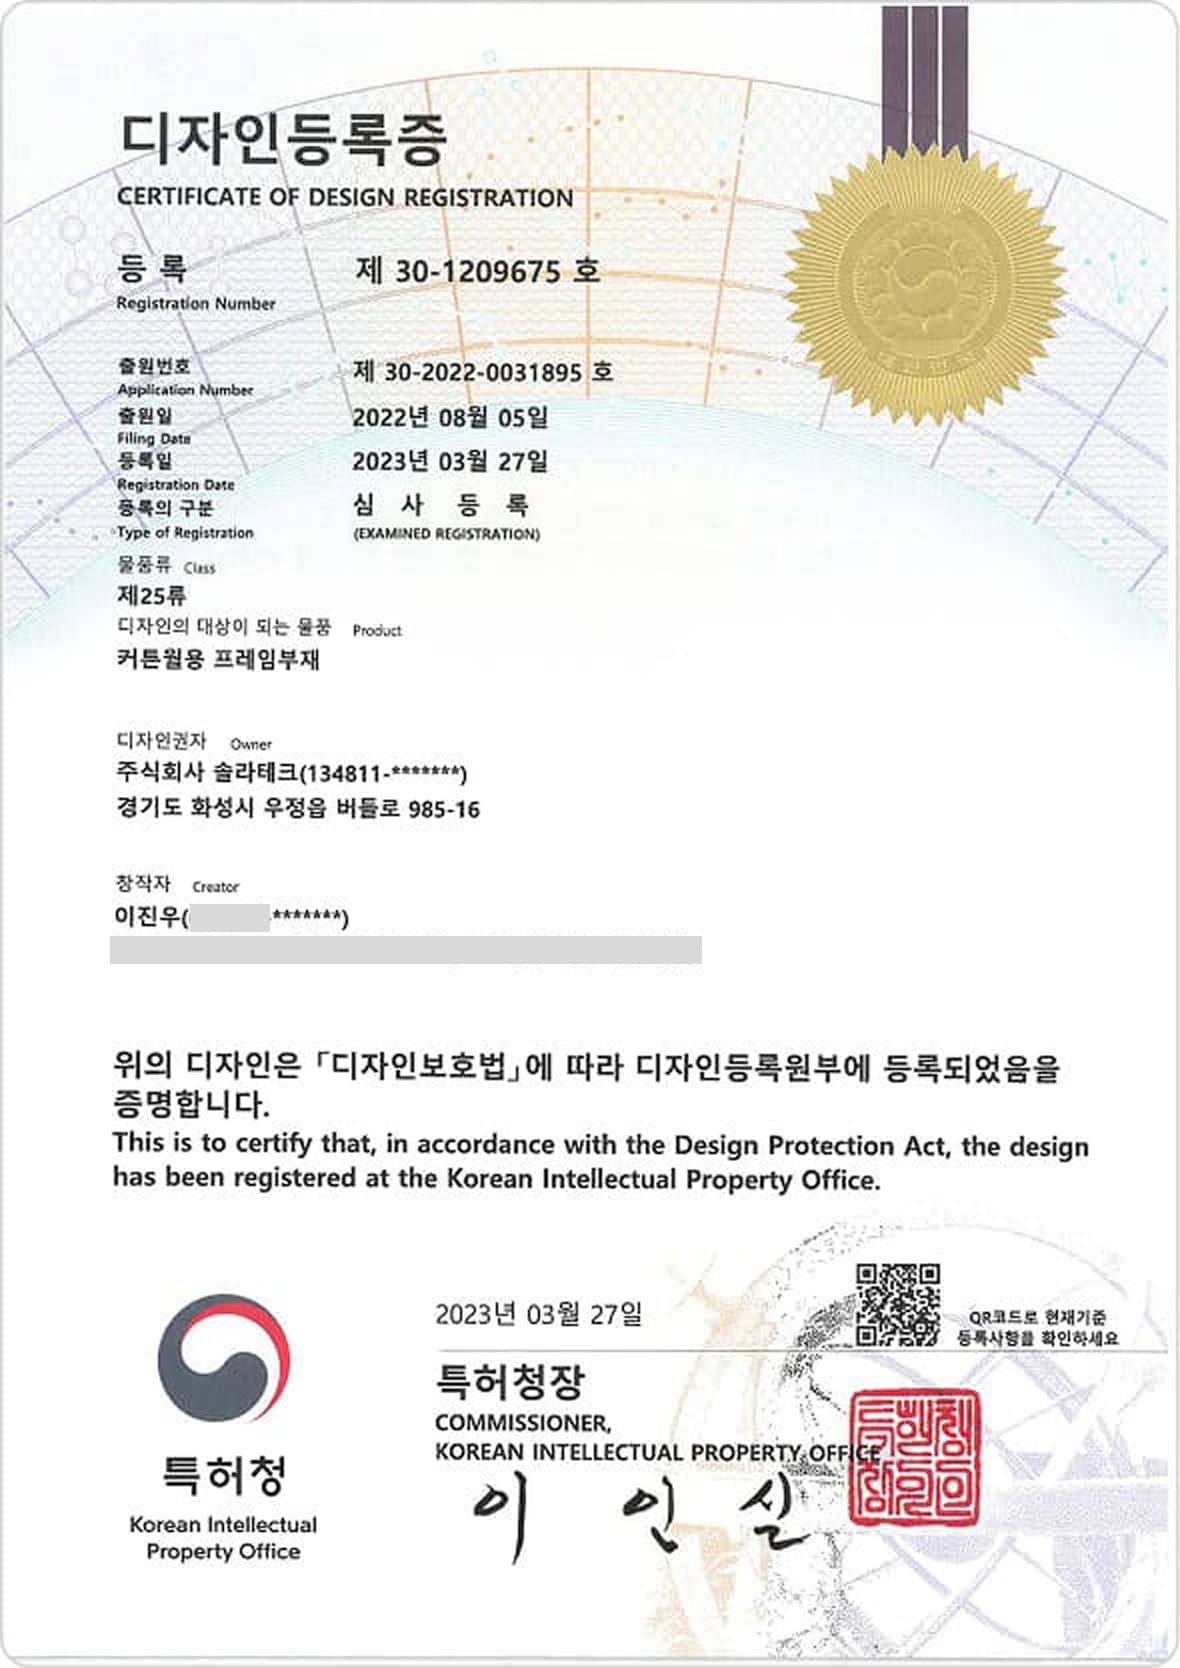 디자인등록증
CERTIFICATE OF DESIGN REGISTRATION
등 록 제 30-1209675 호
Registration Number
출원번호 제 30-2022-0031895 호
Application Number
출원일 2022년 08월 05일
Filing Date
등록일 2023년 03월 27일
Registration Date
등록의 구분 심 사 등 록
Type of Registration (EXAMINED REGISTRATION)
물품류 Class
제25류
디자인의 대상이 되는 물품 Product
커튼월용 프레임부재
디자인권자 Owner
주식회사 솔라테크(134811-*******)
경기도 화성시 우정읍 버들로 985-16
창작자 Creator
이진우( -*******)
위의 디자인은 「디자인보호법」에 따라 디자인등록원부에 등록되었음을
증명합니다.
This is to certify that, in accordance with the Design Protection Act, the design
has been registered at the Korean Intellectual Property Office.
2023년 03월 27일
QR코드로 현재기준
등록사항을 확인하세요
특허청장
COMMISSIONER,
KOREAN INTELLECTUAL PROPERTY OFFICE
이 인 실
특허청
Korean Intellectual
Property Office